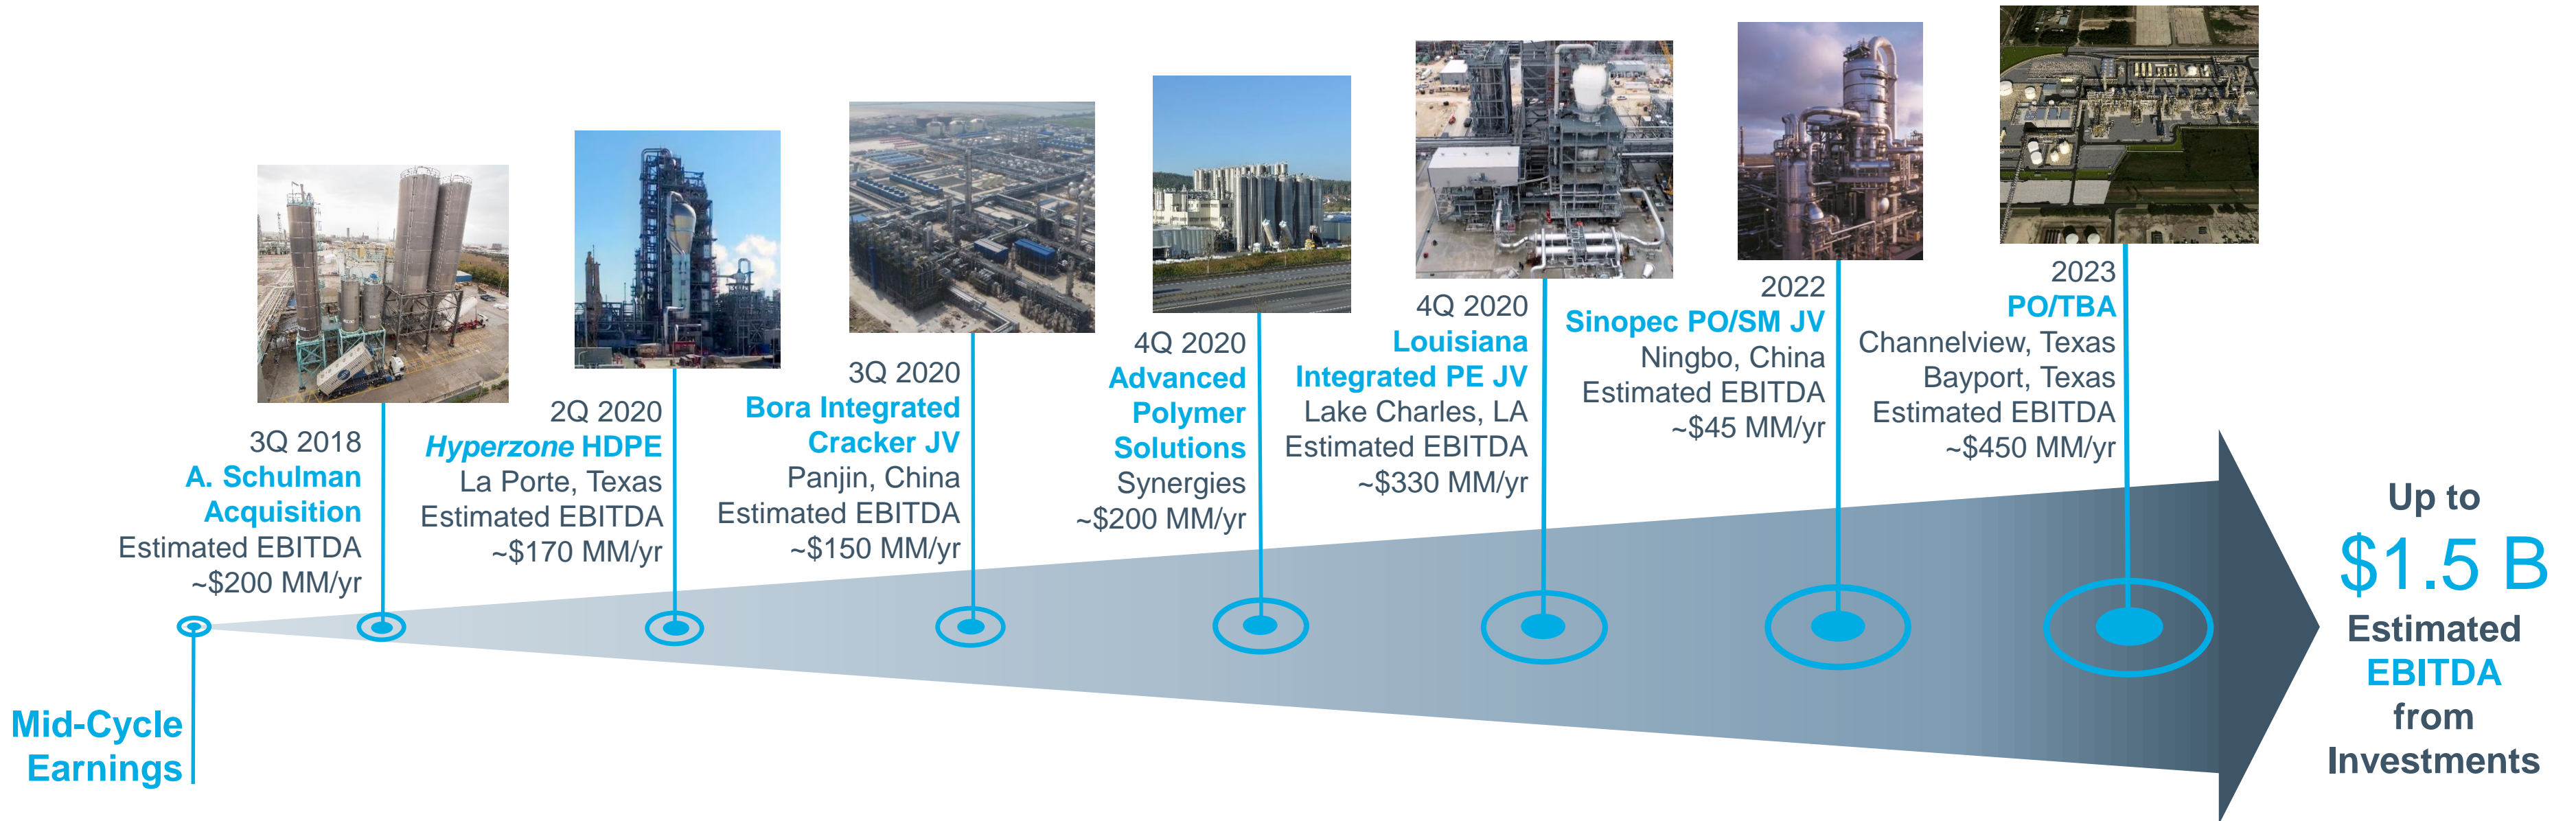 3Q 2018
A. Schulman
Acquisition
Estimated EBITDA
~$200 MM/yr
2Q 2020
Hyperzone HDPE
La Porte, Texas
Estimated EBITDA
~$170 MM/yr
3Q 2020
Bora Integrated
Cracker JV
Panjin, China
Estimated EBITDA
~$150 MM/yr
4Q 2020
Advanced
Polymer
Solutions
Synergies
~$200 MM/yr
4Q 2020
Louisiana
Integrated PE JV
Lake Charles, LA
Estimated EBITDA
~$330 MM/yr
2022
Sinopec PO/SM JV
Ningbo, China
Estimated EBITDA
~$45 MM/yr
2023
PO/TBA
Channelview, Texas
Bayport, Texas
Estimated EBITDA
~$450 MM/yr
Mid-Cycle
Earnings
Up to
$1.5 B
Estimated
EBITDA
from
Investments